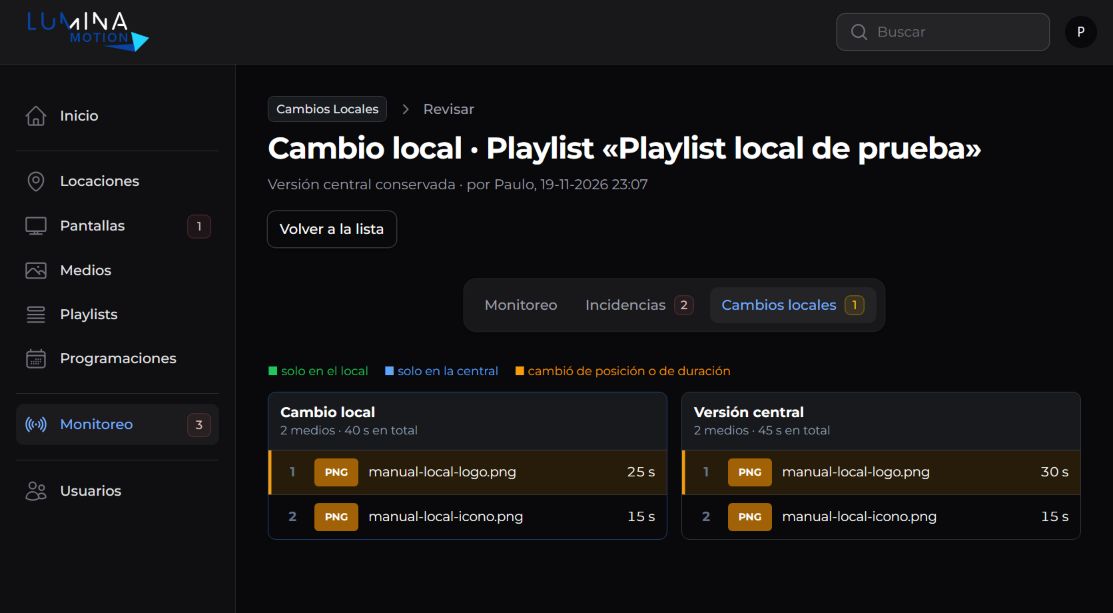 LUMINA
MOTION
Buscar
P
Inicio
Locaciones
Pantallas 1
Medios
Playlists
Programaciones
Monitoreo 3
Usuarios
Cambios Locales > Revisar
Cambio local · Playlist «Playlist local de prueba»
Versión central conservada · por Paulo, 19-11-2026 23:07
Volver a la lista
Monitoreo Incidencias 2 Cambios locales 1
solo en el local solo en la central cambió de posición o de duración
Cambio local
2 medios · 40 s en total
1 PNG manual-local-logo.png 25 s
2 PNG manual-local-icono.png 15 s
Versión central
2 medios · 45 s en total
1 PNG manual-local-logo.png 30 s
2 PNG manual-local-icono.png 15 s